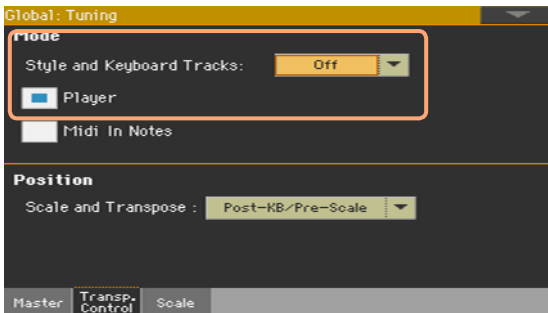 Global: Tuning
Mode
Style and Keyboard Tracks: Off
Player
Midi In Notes
Position
Scale and Transpose : Post-KB/Pre-Scale
Master Transp. Control Scale